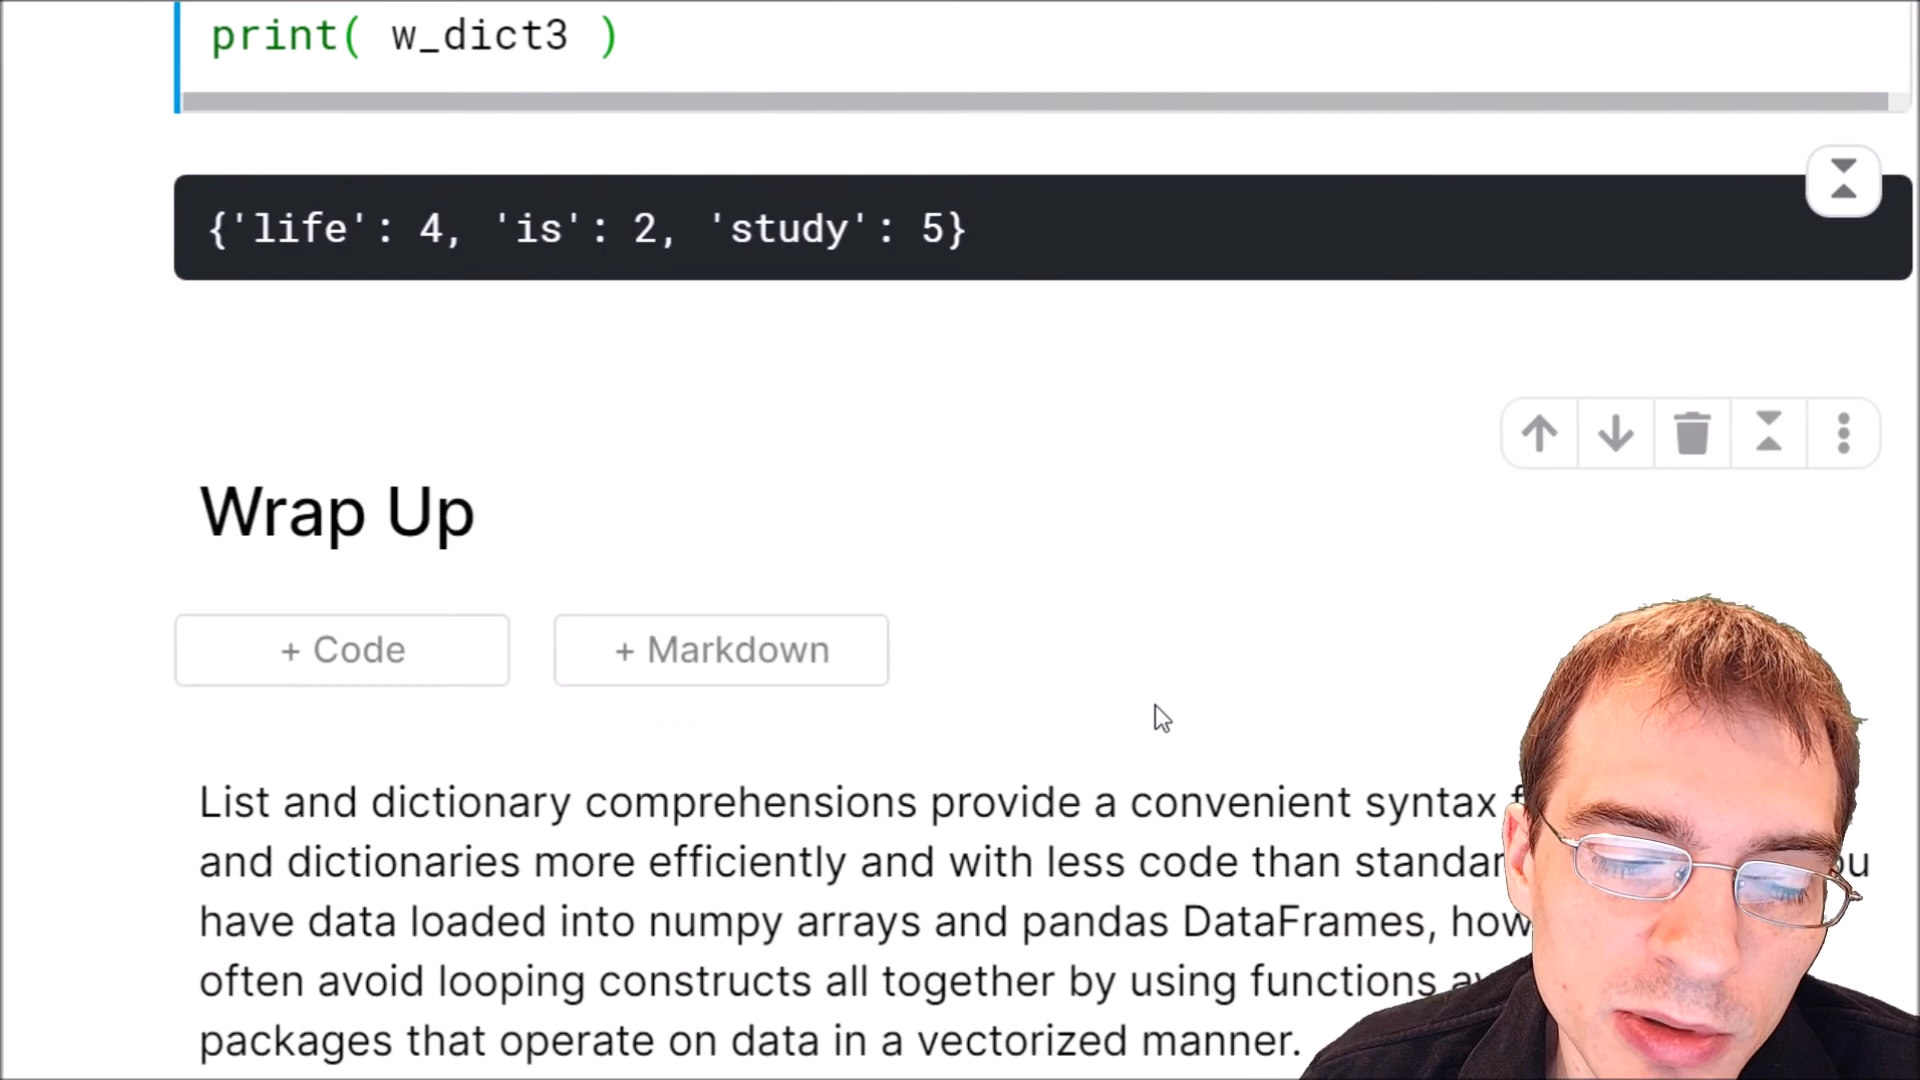 print( w_dict3 )
{'life': 4, 'is': 2, 'study': 5}
Wrap Up
+ Code
+ Markdown
List and dictionary comprehensions provide a convenient syntax
and dictionaries more efficiently and with less code than
have data loaded into numpy arrays and pandas DataFrames,
often avoid looping constructs all together by using functions
packages that operate on data in a vectorized manner.